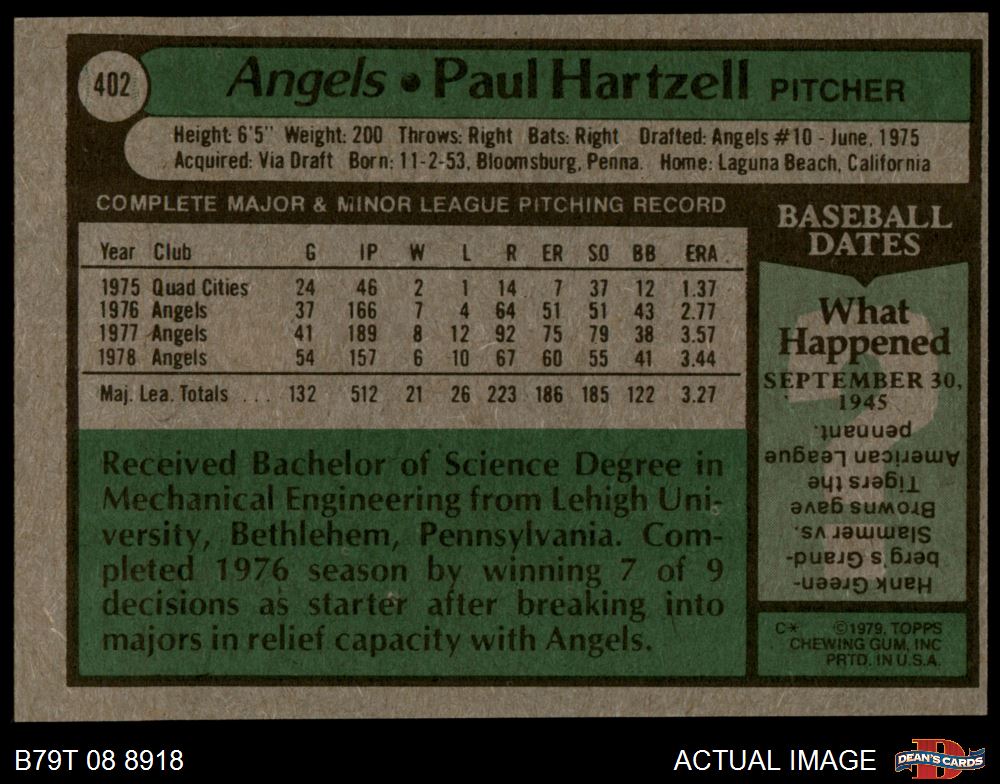 402
Angels • Paul Hartzell PITCHER
Height: 6'5" Weight: 200 Throws: Right Bats: Right Drafted: Angels #10 - June, 1975
Acquired: Via Draft Born: 11-2-53, Bloomsburg, Penna. Home: Laguna Beach, California
COMPLETE MAJOR & MINOR LEAGUE PITCHING RECORD
Year Club G IP W L R ER SO BB ERA
1975 Quad Cities 24 46 2 1 14 7 37 12 1.37
1976 Angels 37 166 7 4 64 51 51 43 2.77
1977 Angels 41 189 8 12 92 75 79 38 3.57
1978 Angels 54 157 6 10 67 60 55 41 3.44
Maj. Lea. Totals ... 132 512 21 26 223 186 185 122 3.27
Received Bachelor of Science Degree in
Mechanical Engineering from Lehigh Uni-
versity, Bethlehem, Pennsylvania. Com-
pleted 1976 season by winning 7 of 9
decisions as starter after breaking into
majors in relief capacity with Angels.
BASEBALL
DATES
What
Happened
SEPTEMBER 30,
1945
Hank Green-
berg's Grand-
Slammer vs.
Browns gave
Tigers the
American League
pennant.
C* ©1979, TOPPS
CHEWING GUM, INC
PRTD. IN U.S.A.
B79T 08 8918
ACTUAL IMAGE
D
DEAN'S CARDS